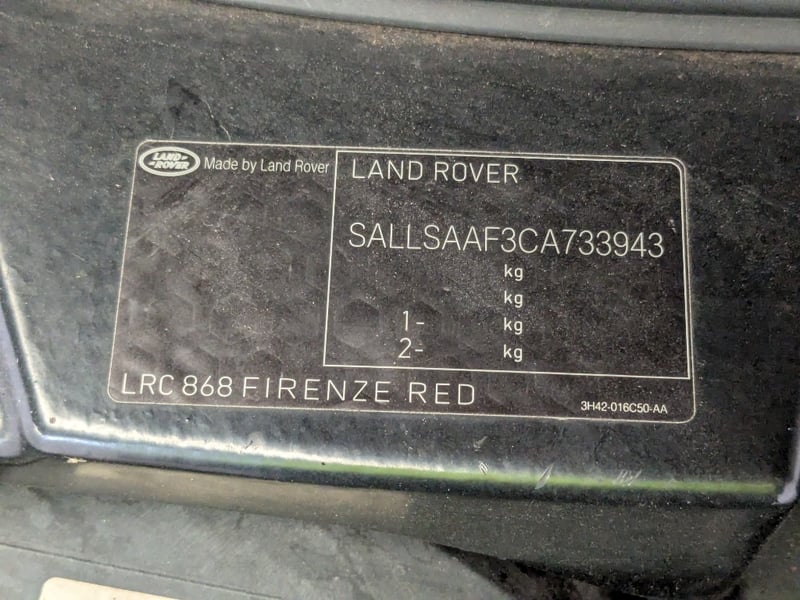 LAND-
-ROVER
Made by Land Rover
LAND ROVER
SALLSAAF3CA733943
kg
kg
1- kg
2- kg
LRC 868 FIRENZE RED
3H42-016C50-AA